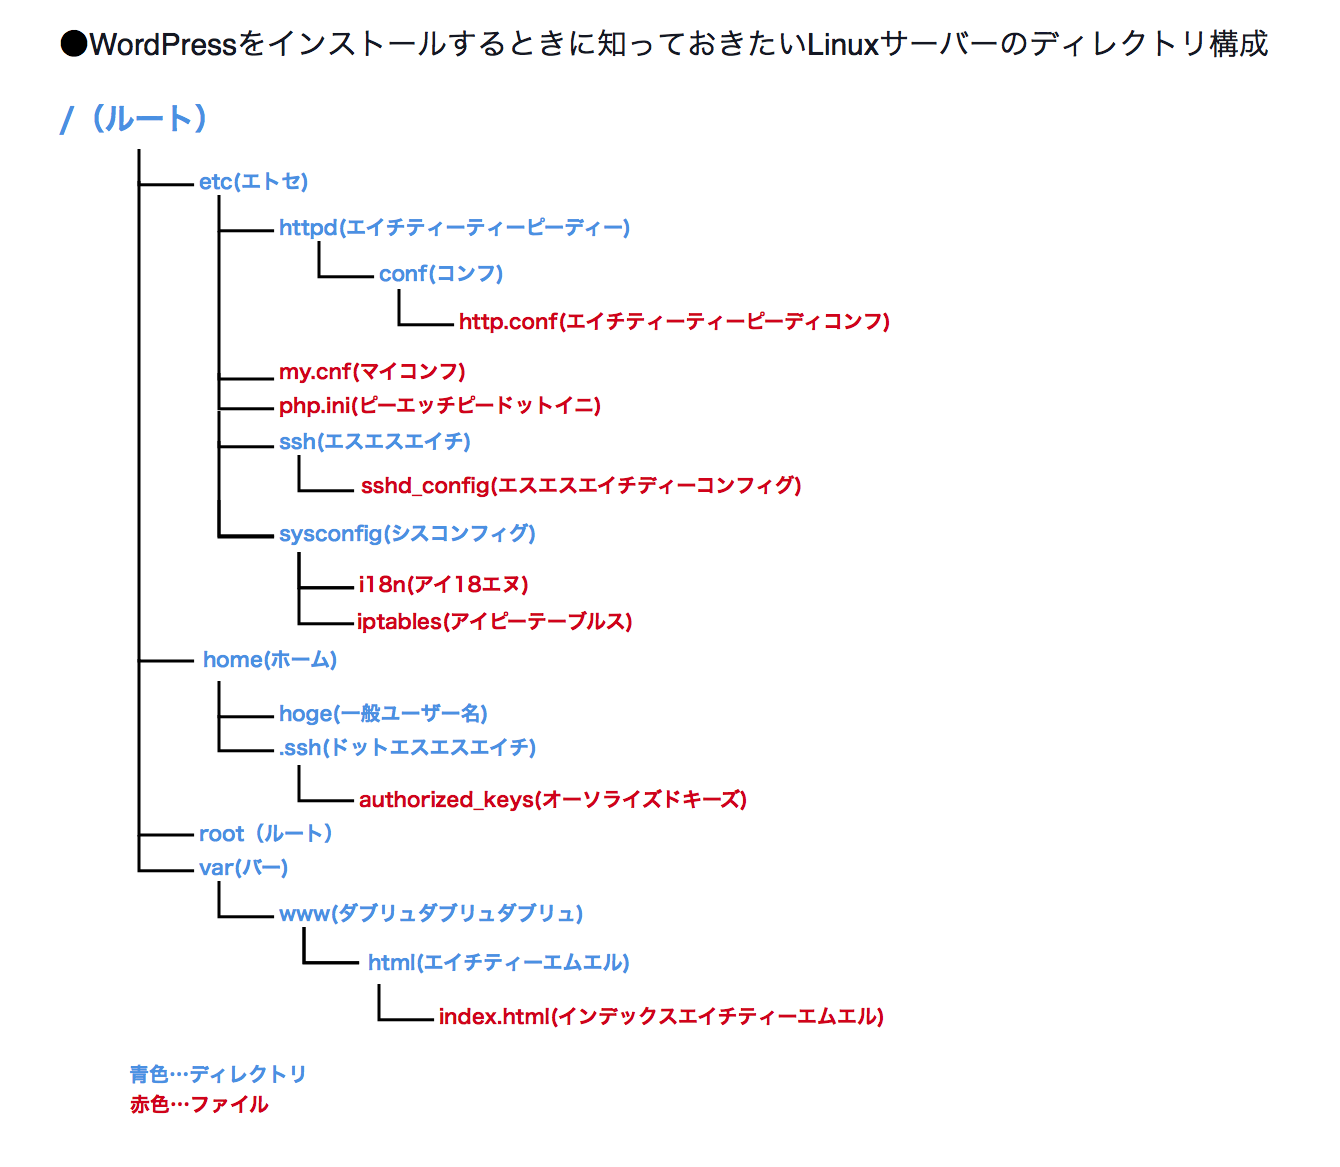 ●WordPressをインストールするときに知っておきたいLinuxサーバーのディレクトリ構成
/（ルート）
etc(エトセ)
httpd(エイチティーティーピーディー)
conf(コンフ)
http.conf(エイチティーティーピーディコンフ)
my.cnf(マイコンフ)
php.ini(ピーエッチピードットイニ)
ssh(エスエスエイチ)
sshd_config(エスエスエイチディーコンフィグ)
sysconfig(シスコンフィグ)
i18n(アイ18エヌ)
iptables(アイピーテーブルス)
home(ホーム)
hoge(一般ユーザー名)
.ssh(ドットエスエスエイチ)
authorized_keys(オーソライズドキーズ)
root（ルート）
var(バー)
www(ダブリュダブリュダブリュ)
html(エイチティーエムエル)
index.html(インデックスエイチティーエムエル)
青色…ディレクトリ
赤色…ファイル